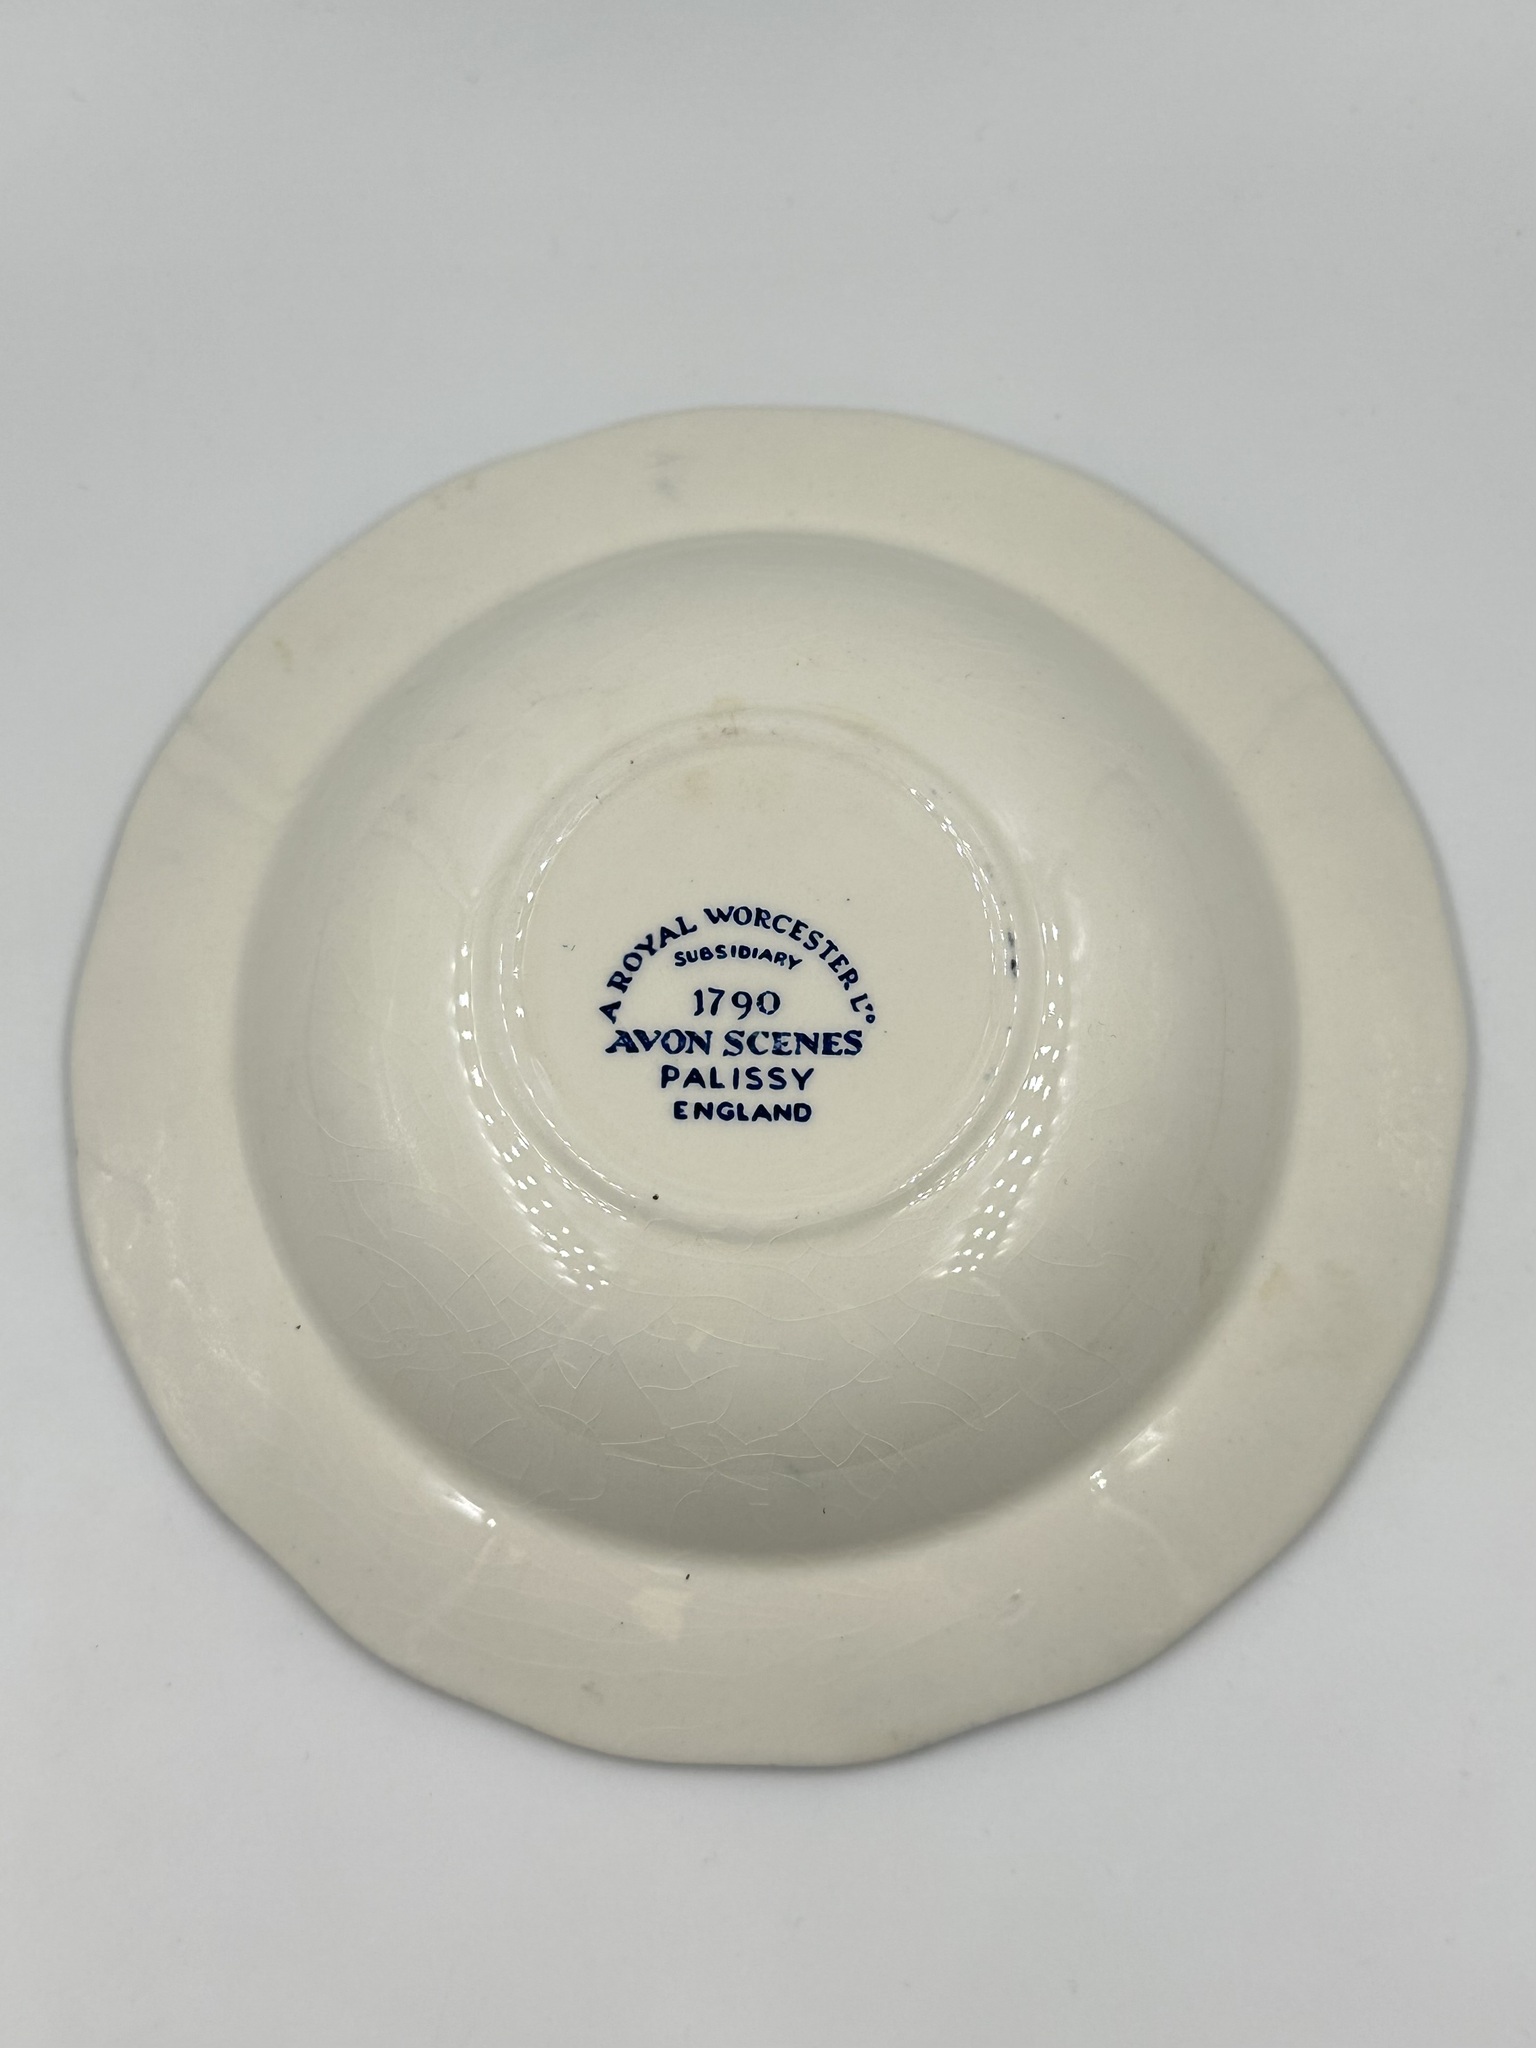 A ROYAL WORCESTER LTD
SUBSIDIARY
1790
AVON SCENES
PALISSY
ENGLAND